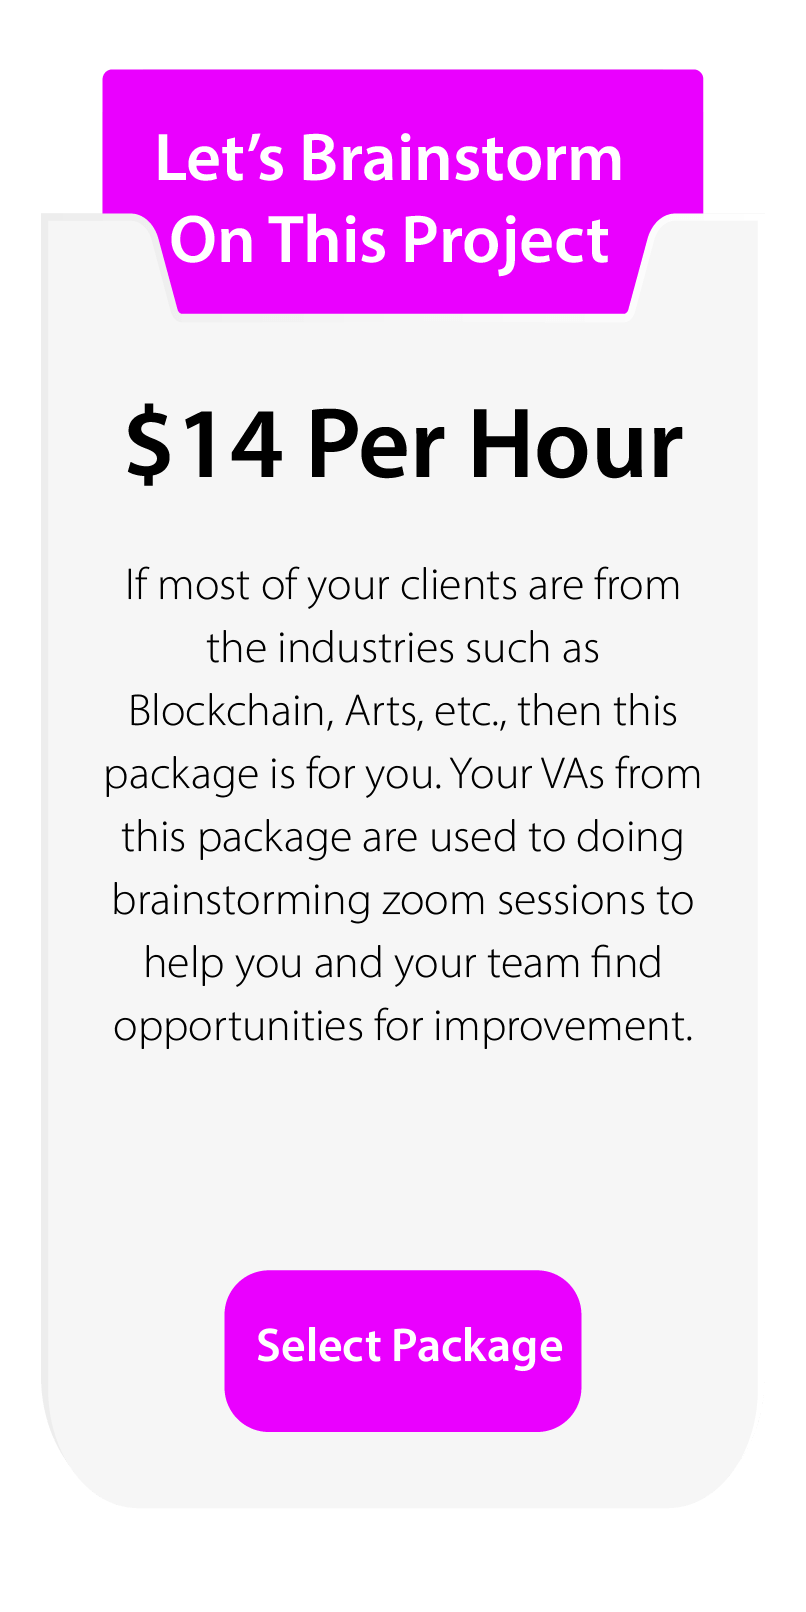 Let’s Brainstorm
On This Project
$14 Per Hour
If most of your clients are from
the industries such as
Blockchain, Arts, etc., then this
package is for you. Your VAs from
this package are used to doing
brainstorming zoom sessions to
help you and your team find
opportunities for improvement.
Select Package